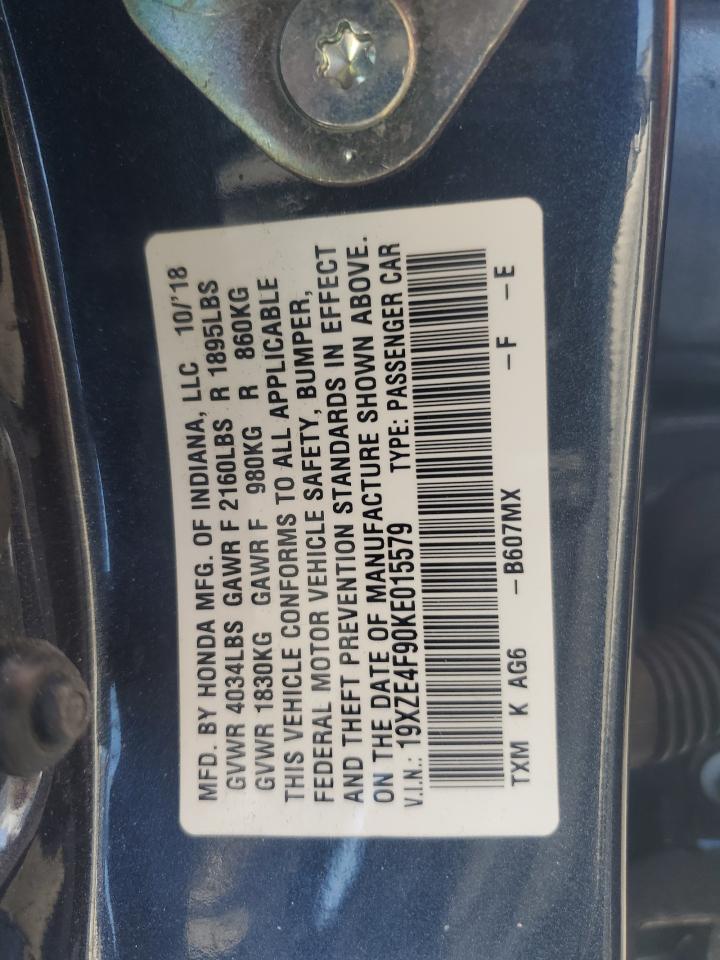 MFD. BY HONDA MFG. OF INDIANA, LLC 10/'18
GVWR 4034LBS GAWR F 2160LBS R 1895LBS
GVWR 1830KG GAWR F 980KG R 860KG
THIS VEHICLE CONFORMS TO ALL APPLICABLE
FEDERAL MOTOR VEHICLE SAFETY, BUMPER,
AND THEFT PREVENTION STANDARDS IN EFFECT
ON THE DATE OF MANUFACTURE SHOWN ABOVE.
V.I.N.: 19XZE4F90KE015579 TYPE: PASSENGER CAR
TXM K AG6 – B607MX – F – E